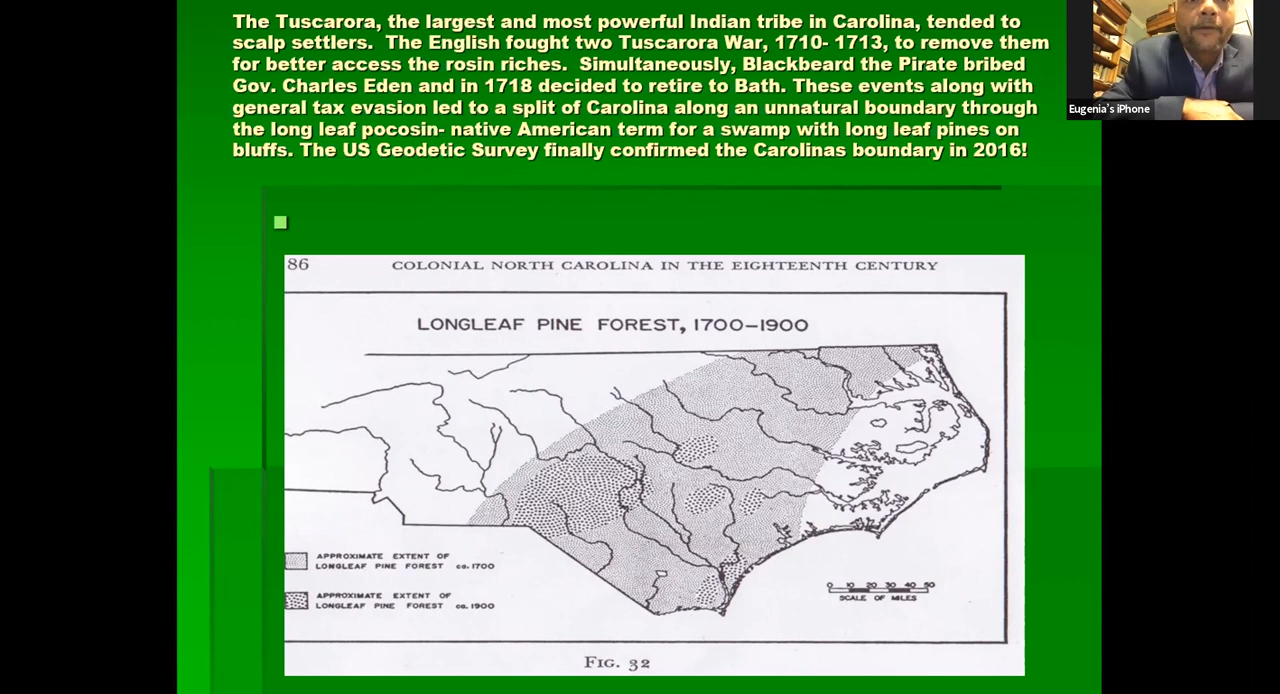 The Tuscarora, the largest and most powerful Indian tribe in Carolina, tended to
scalp settlers.  The English fought two Tuscarora War, 1710- 1713, to remove them
for better access the rosin riches.  Simultaneously, Blackbeard the Pirate bribed
Gov. Charles Eden and in 1718 decided to retire to Bath. These events along with
general tax evasion led to a split of Carolina along an unnatural boundary through
the long leaf pocosin- native American term for a swamp with long leaf pines on
bluffs. The US Geodetic Survey finally confirmed the Carolinas boundary in 2016!
Eugenia's iPhone
86 COLONIAL NORTH CAROLINA IN THE EIGHTEENTH CENTURY
LONGLEAF PINE FOREST, 1700–1900
APPROXIMATE EXTENT OF
LONGLEAF PINE FOREST ca. 1700
APPROXIMATE EXTENT OF
LONGLEAF PINE FOREST ca. 1900
0 10 20 30 40 50
SCALE OF MILES
FIG. 32